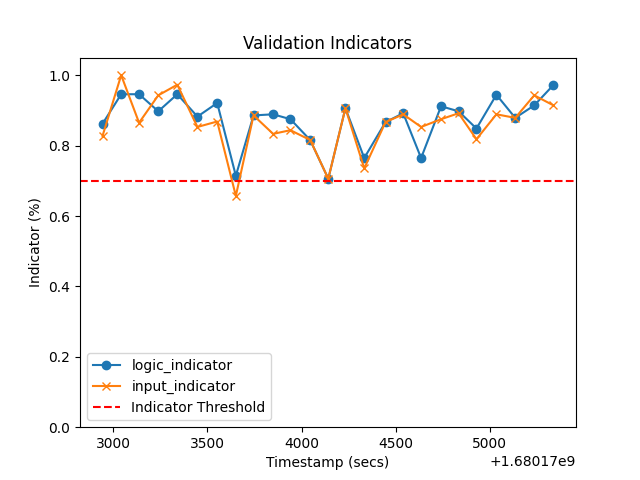 Validation Indicators
Indicator (%)
1.0
0.8
0.6
0.4
0.2
0.0
logic_indicator
input_indicator
Indicator Threshold
3000 3500 4000 4500 5000
Timestamp (secs)
+1.68017e9